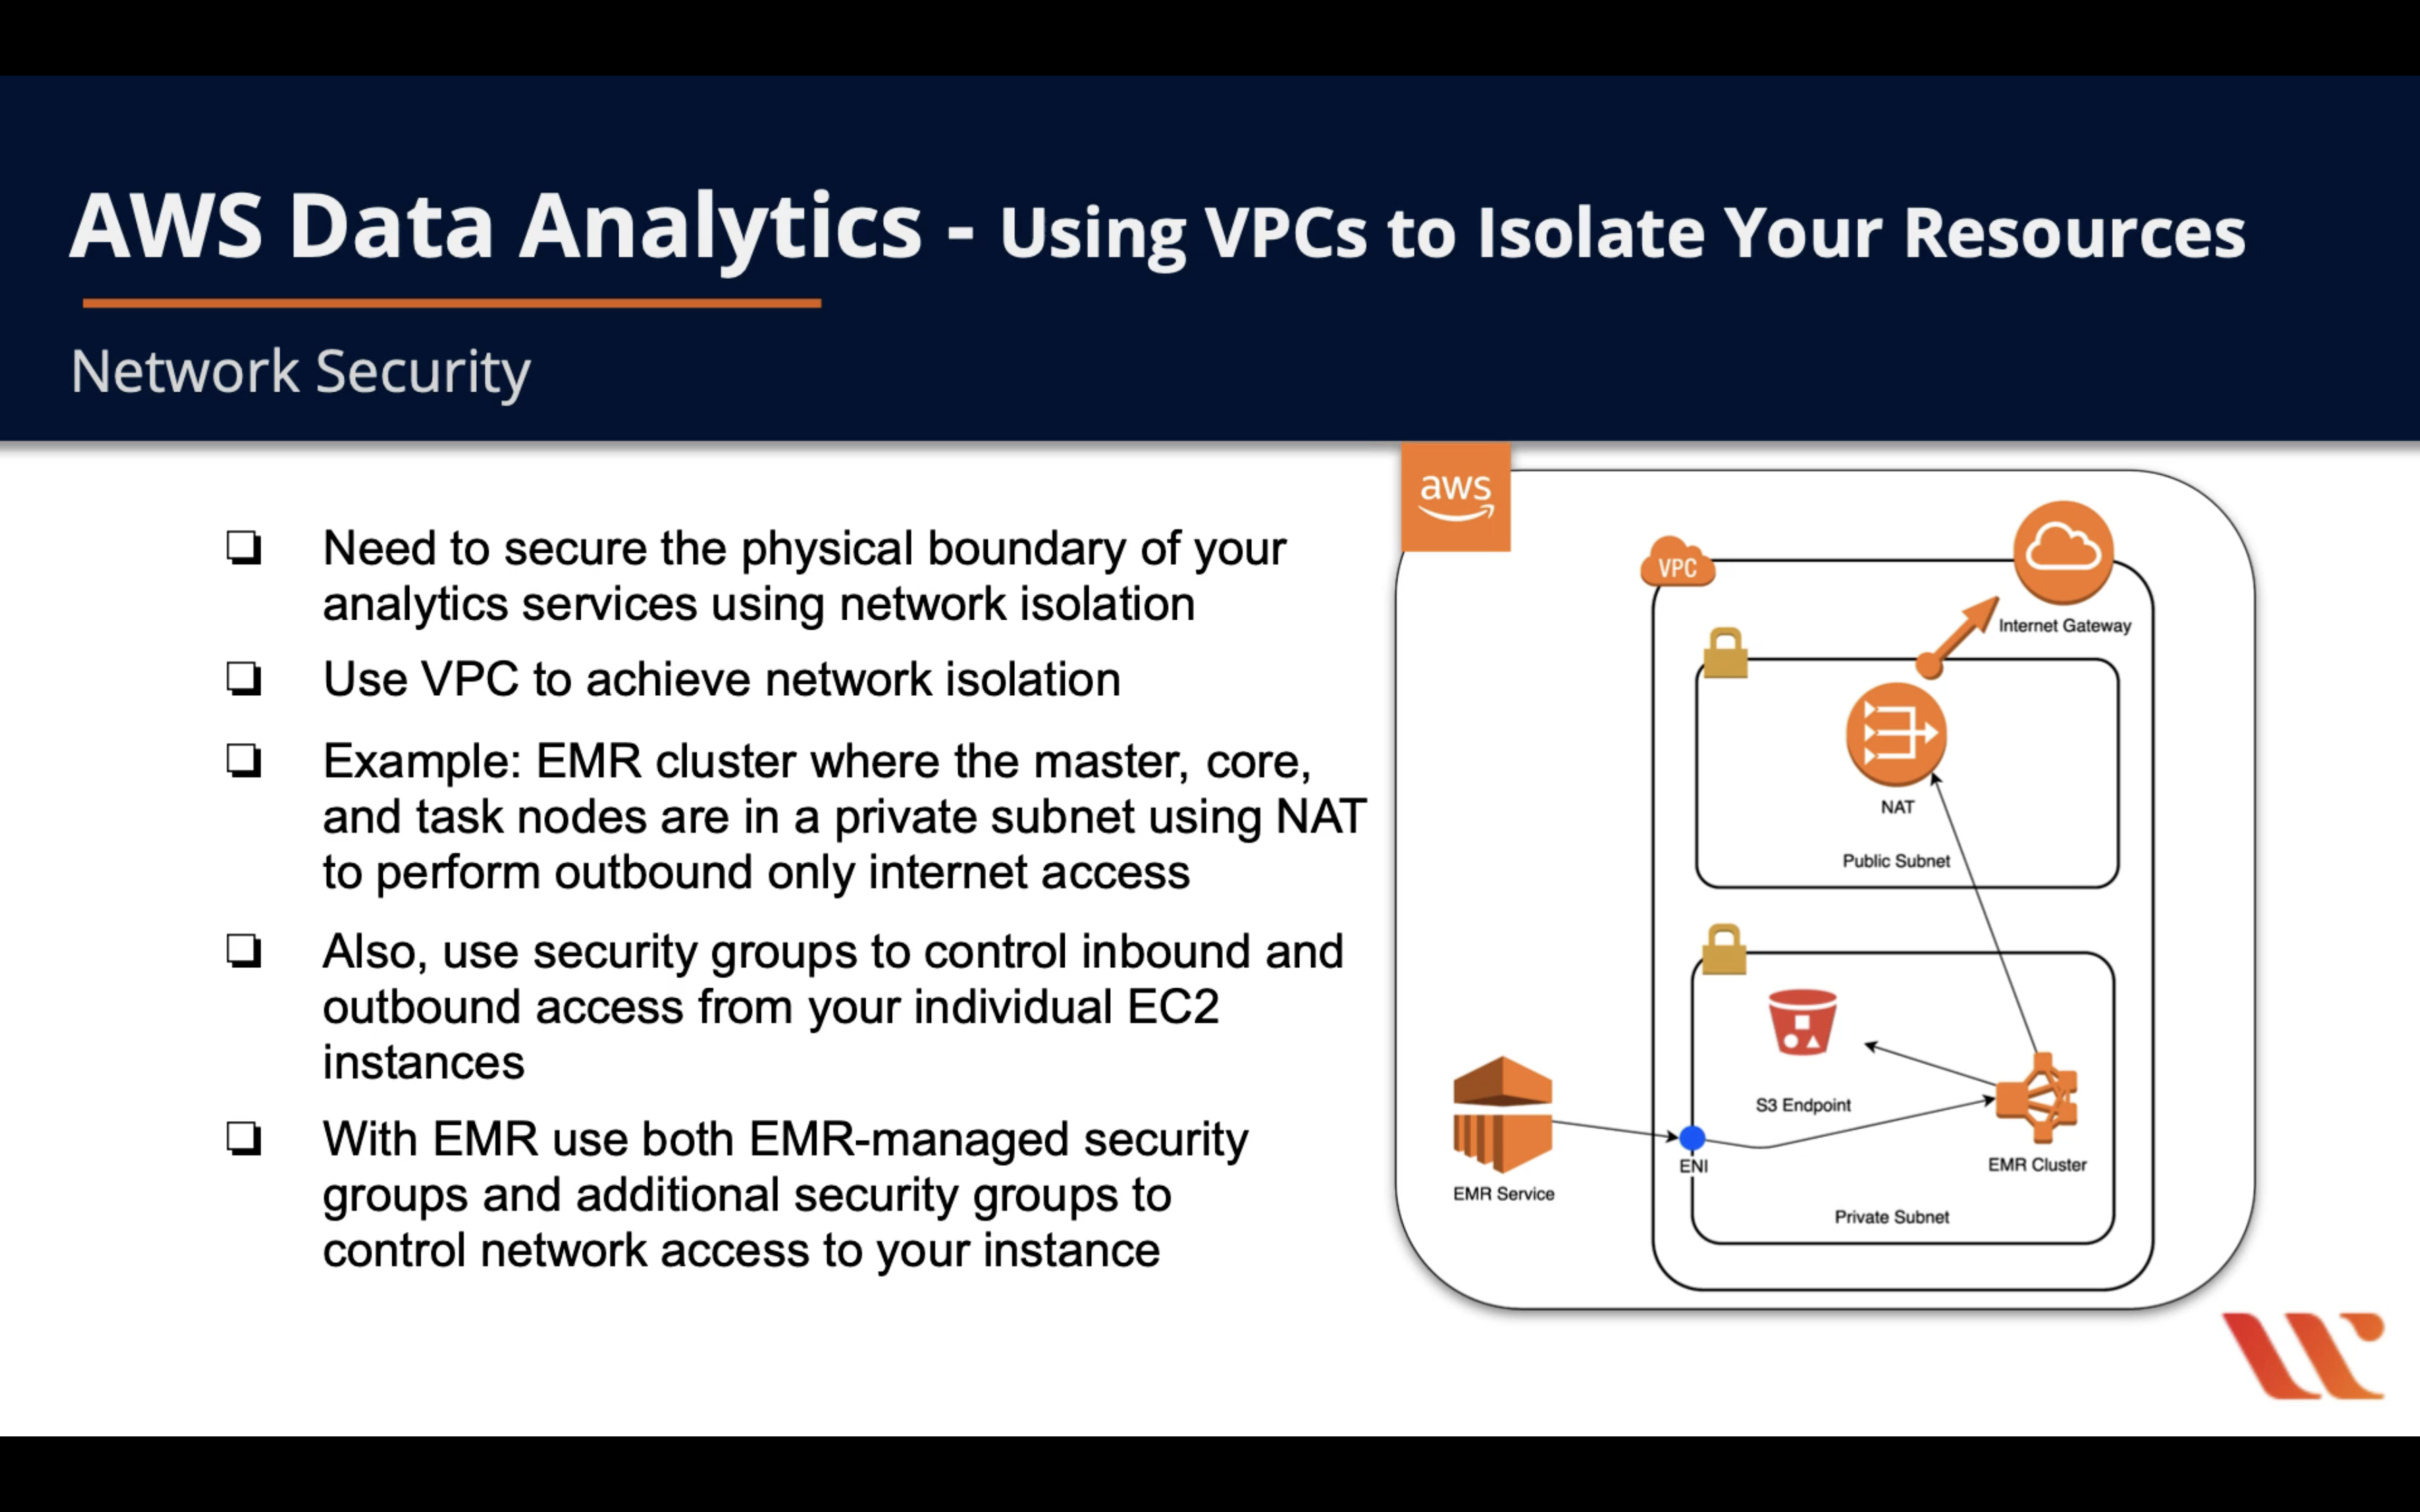 AWS Data Analytics - Using VPCs to Isolate Your Resources
Network Security
Need to secure the physical boundary of your
analytics services using network isolation
Use VPC to achieve network isolation
Example: EMR cluster where the master, core,
and task nodes are in a private subnet using NAT
to perform outbound only internet access
Also, use security groups to control inbound and
outbound access from your individual EC2
instances
With EMR use both EMR-managed security
groups and additional security groups to
control network access to your instance
aws
VPC
Internet Gateway
NAT
Public Subnet
S3 Endpoint
ENI
EMR Cluster
EMR Service
Private Subnet